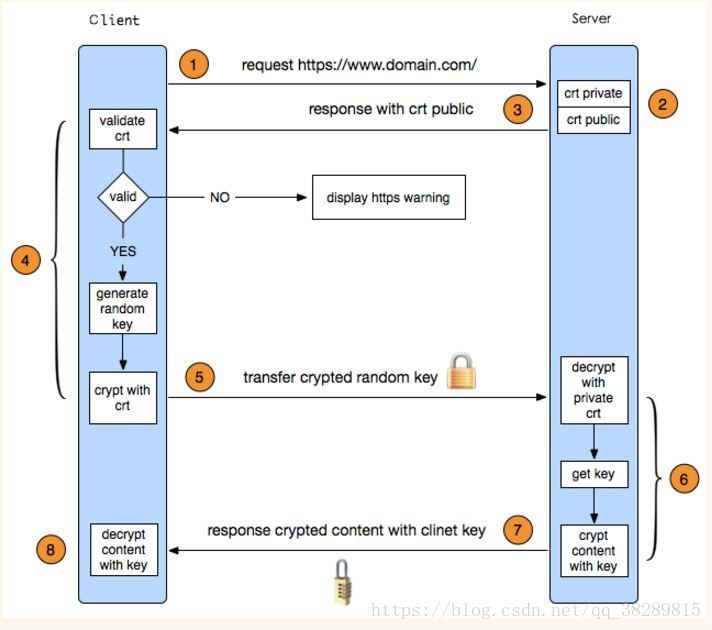 Client
Server
1
request https://www.domain.com/
crt private
2
response with crt public
3
crt public
validate
crt
valid
NO
display https warning
YES
4
generate
random
key
crypt with
crt
5
transfer crypted random key
decrypt
with
private
crt
get key
6
crypt
content
with key
7
response crypted content with clinet key
8
decrypt
content
with key
https://blog.csdn.net/qq_38289815